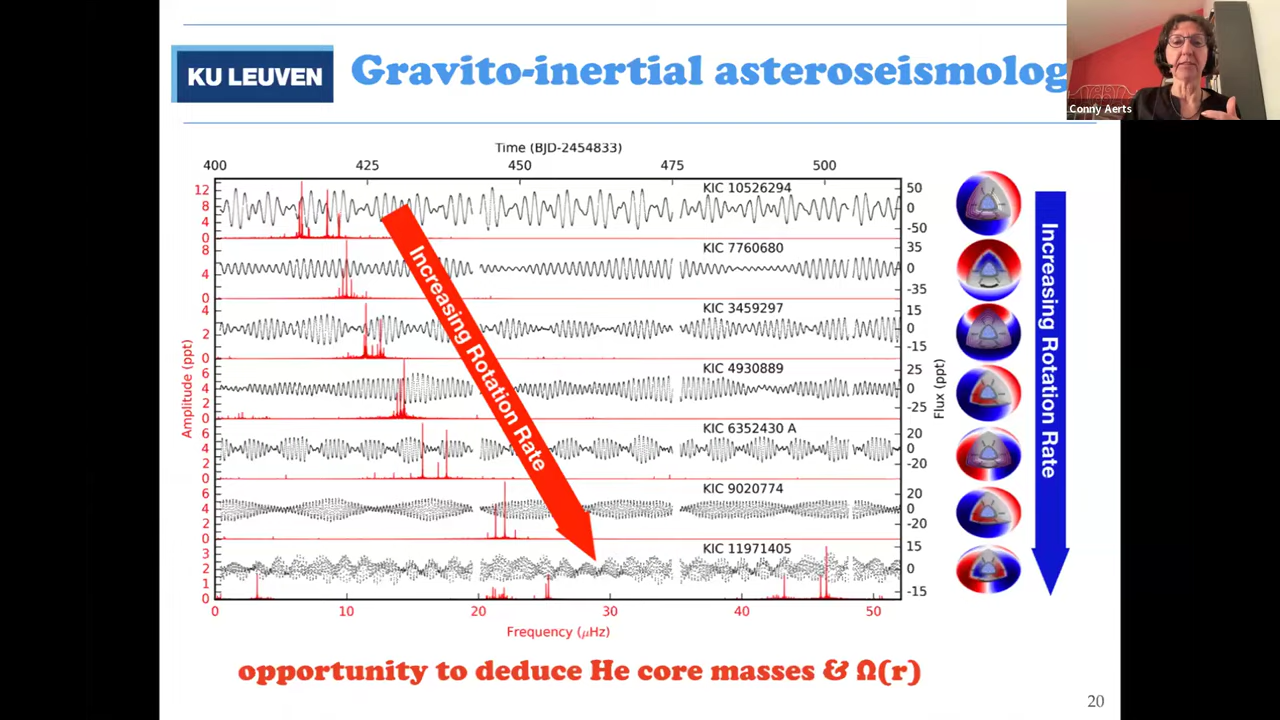 KU LEUVEN
Gravito-inertial asteroseismolog
Conny Aerts
Time (BJD-2454833)
400 425 450 475 500
KIC 10526294
12
8
4
0
50
0
-50
KIC 7760680
8
4
0
35
0
-35
KIC 3459297
4
2
0
15
0
-15
KIC 4930889
6
4
2
0
25
0
-25
KIC 6352430 A
6
4
2
0
20
0
-20
KIC 9020774
6
4
2
0
20
0
-20
KIC 11971405
3
2
1
0
15
0
-15
Amplitude (ppt)
Flux (ppt)
Increasing Rotation Rate
Increasing Rotation Rate
0 10 20 30 40 50
Frequency (μHz)
opportunity to deduce He core masses & Ω(r)
20